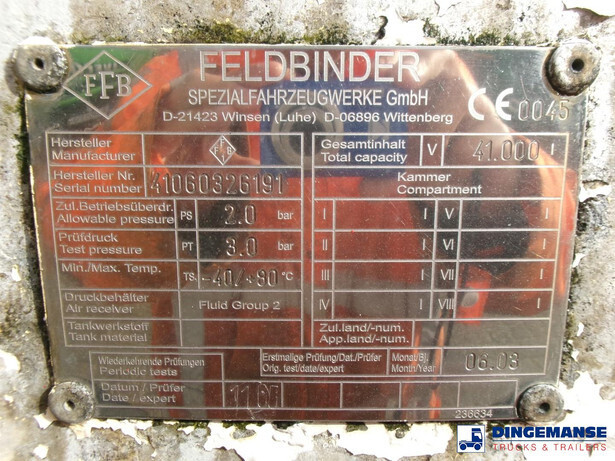 FFB
FELDBINDER
SPEZIALFAHRZEUGWERKE GmbH
D-21423 Winsen (Luhe) D-06896 Wittenberg
CE 0045
Hersteller
Manufacturer
FFB
Gesamtinhalt
Total capacity
V 41.000 l
Hersteller Nr.
Serial number
41060326191
Kammer
Compartment
Zul.Betriebsüberdr.
Allowable pressure
PS 2.0 bar
I l V l
Prüfdruck
Test pressure
PT 3.0 bar
II l VI l
Min./Max. Temp. TS -40/+80 °C
III l VII l
Druckbehälter
Air receiver
Fluid Group 2
IV l VIII l
Tankwerkstoff
Tank material
Zul.land/-num.
App.land/-num.
Wiederkehrende Prüfungen
Periodic tests
Erstmalige Prüfung/Dat./Prüfer
Orig. test/date/expert
Monat/Bj.
Month/Year
06.03
Datum / Prüfer
Date / expert
236634
DINGEMANSE
TRUCKS & TRAILERS